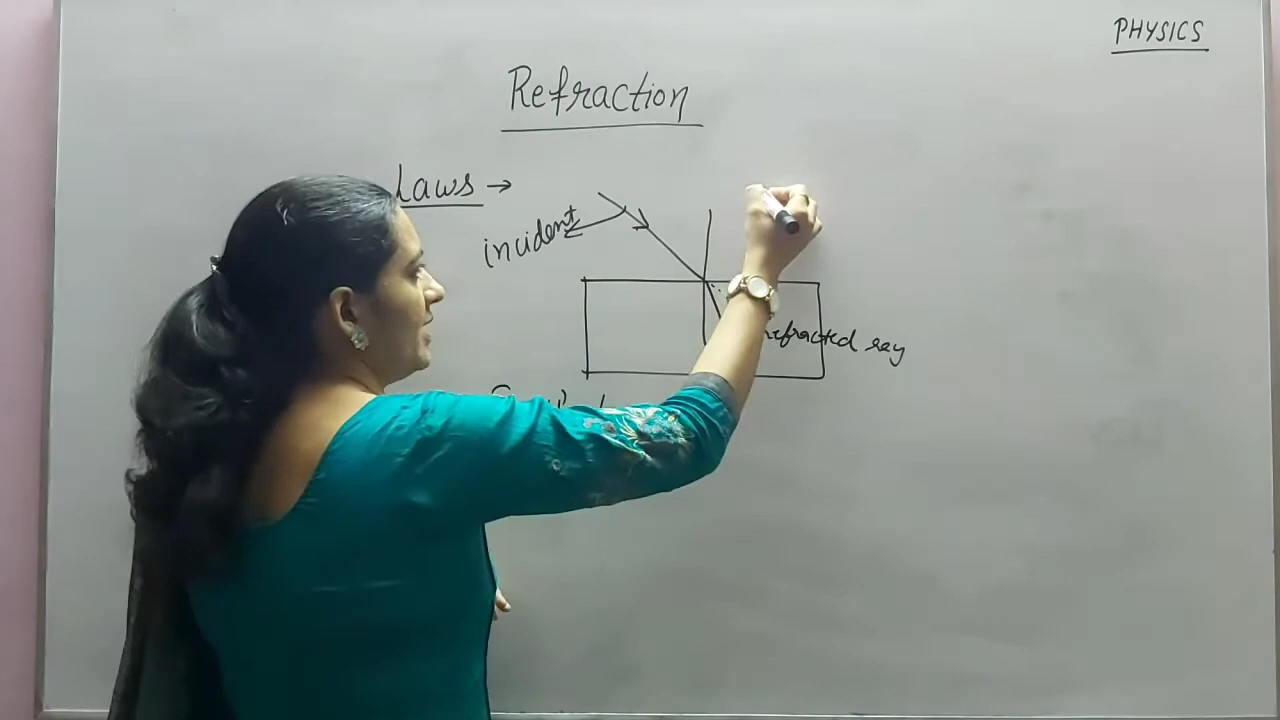 PHYSICS
Refraction
Laws →
incident
refracted ray